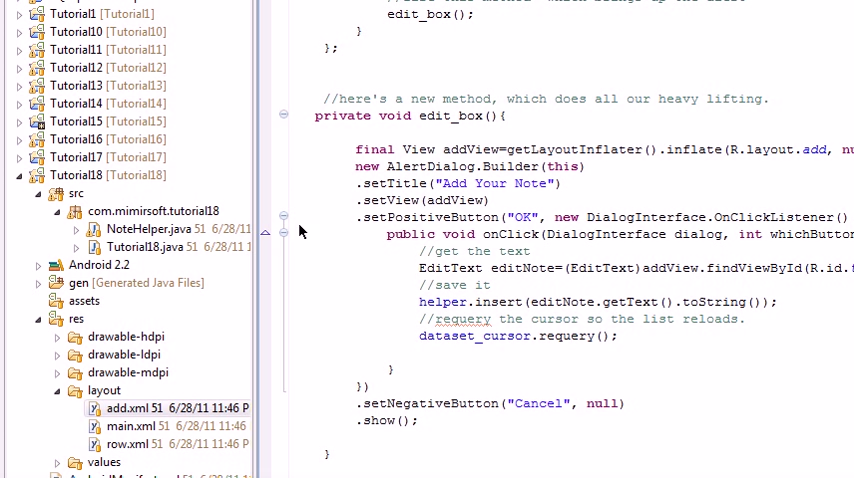 Tutorial1 [Tutorial1]
Tutorial10 [Tutorial10]
Tutorial11 [Tutorial11]
Tutorial12 [Tutorial12]
Tutorial13 [Tutorial13]
Tutorial14 [Tutorial14]
Tutorial15 [Tutorial15]
Tutorial16 [Tutorial16]
Tutorial17 [Tutorial17]
Tutorial18 [Tutorial18]
src
com.mimirsoft.tutorial18
NoteHelper.java 51 6/28/11
Tutorial18.java 51 6/28/11 1
Android 2.2
gen [Generated Java Files]
assets
res
drawable-hdpi
drawable-ldpi
drawable-mdpi
layout
add.xml 51 6/28/11 11:46 P
main.xml 51 6/28/11 11:46
row.xml 51 6/28/11 11:46 P
values
edit_box();
}
};
//here's a new method, which does all our heavy lifting.
private void edit_box(){
final View addView=getLayoutInflater().inflate(R.layout.add, nu
new AlertDialog.Builder(this)
.setTitle("Add Your Note")
.setView(addView)
.setPositiveButton("OK", new DialogInterface.OnClickListener()
public void onClick(DialogInterface dialog, int whichButton
//get the text
EditText editNote=(EditText)addView.findViewById(R.id.
//save it
helper.insert(editNote.getText().toString());
//requery the cursor so the list reloads.
dataset_cursor.requery();
}
})
.setNegativeButton("Cancel", null)
.show();
}